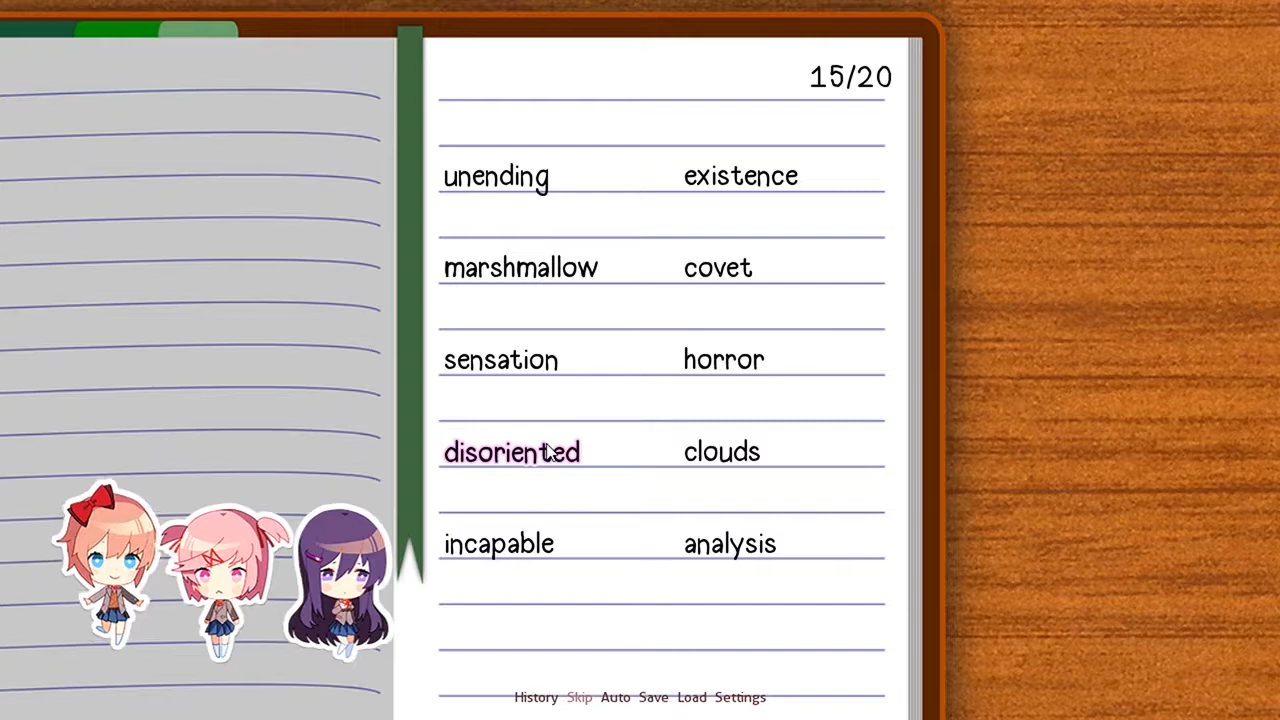 15/20
unending existence
marshmallow covet
sensation horror
disoriented clouds
incapable analysis
History Skip Auto Save Load Settings